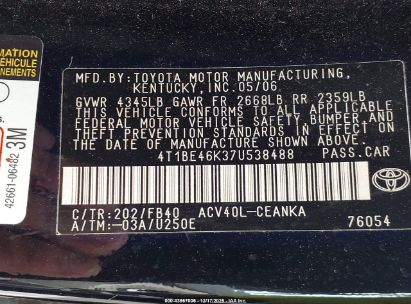 MATION
ÉHICULE
NEMENTS
42661-06482 3M
MFD.BY:TOYOTA MOTOR MANUFACTURING,
KENTUCKY,INC.05/06
GVWR 4345LB GAWR FR 2668LB RR 2359LB
THIS VEHICLE CONFORMS TO ALL APPLICABLE
FEDERAL MOTOR VEHICLE SAFETY,BUMPER,AND
THEFT PREVENTION STANDARDS IN EFFECT ON
THE DATE OF MANUFACTURE SHOWN ABOVE.
4T1BE46K37U538488 PASS.CAR
C/TR:202/FB40 ACV40L-CEANKA
A/TM:-03A/U250E 76054
TOYOTA